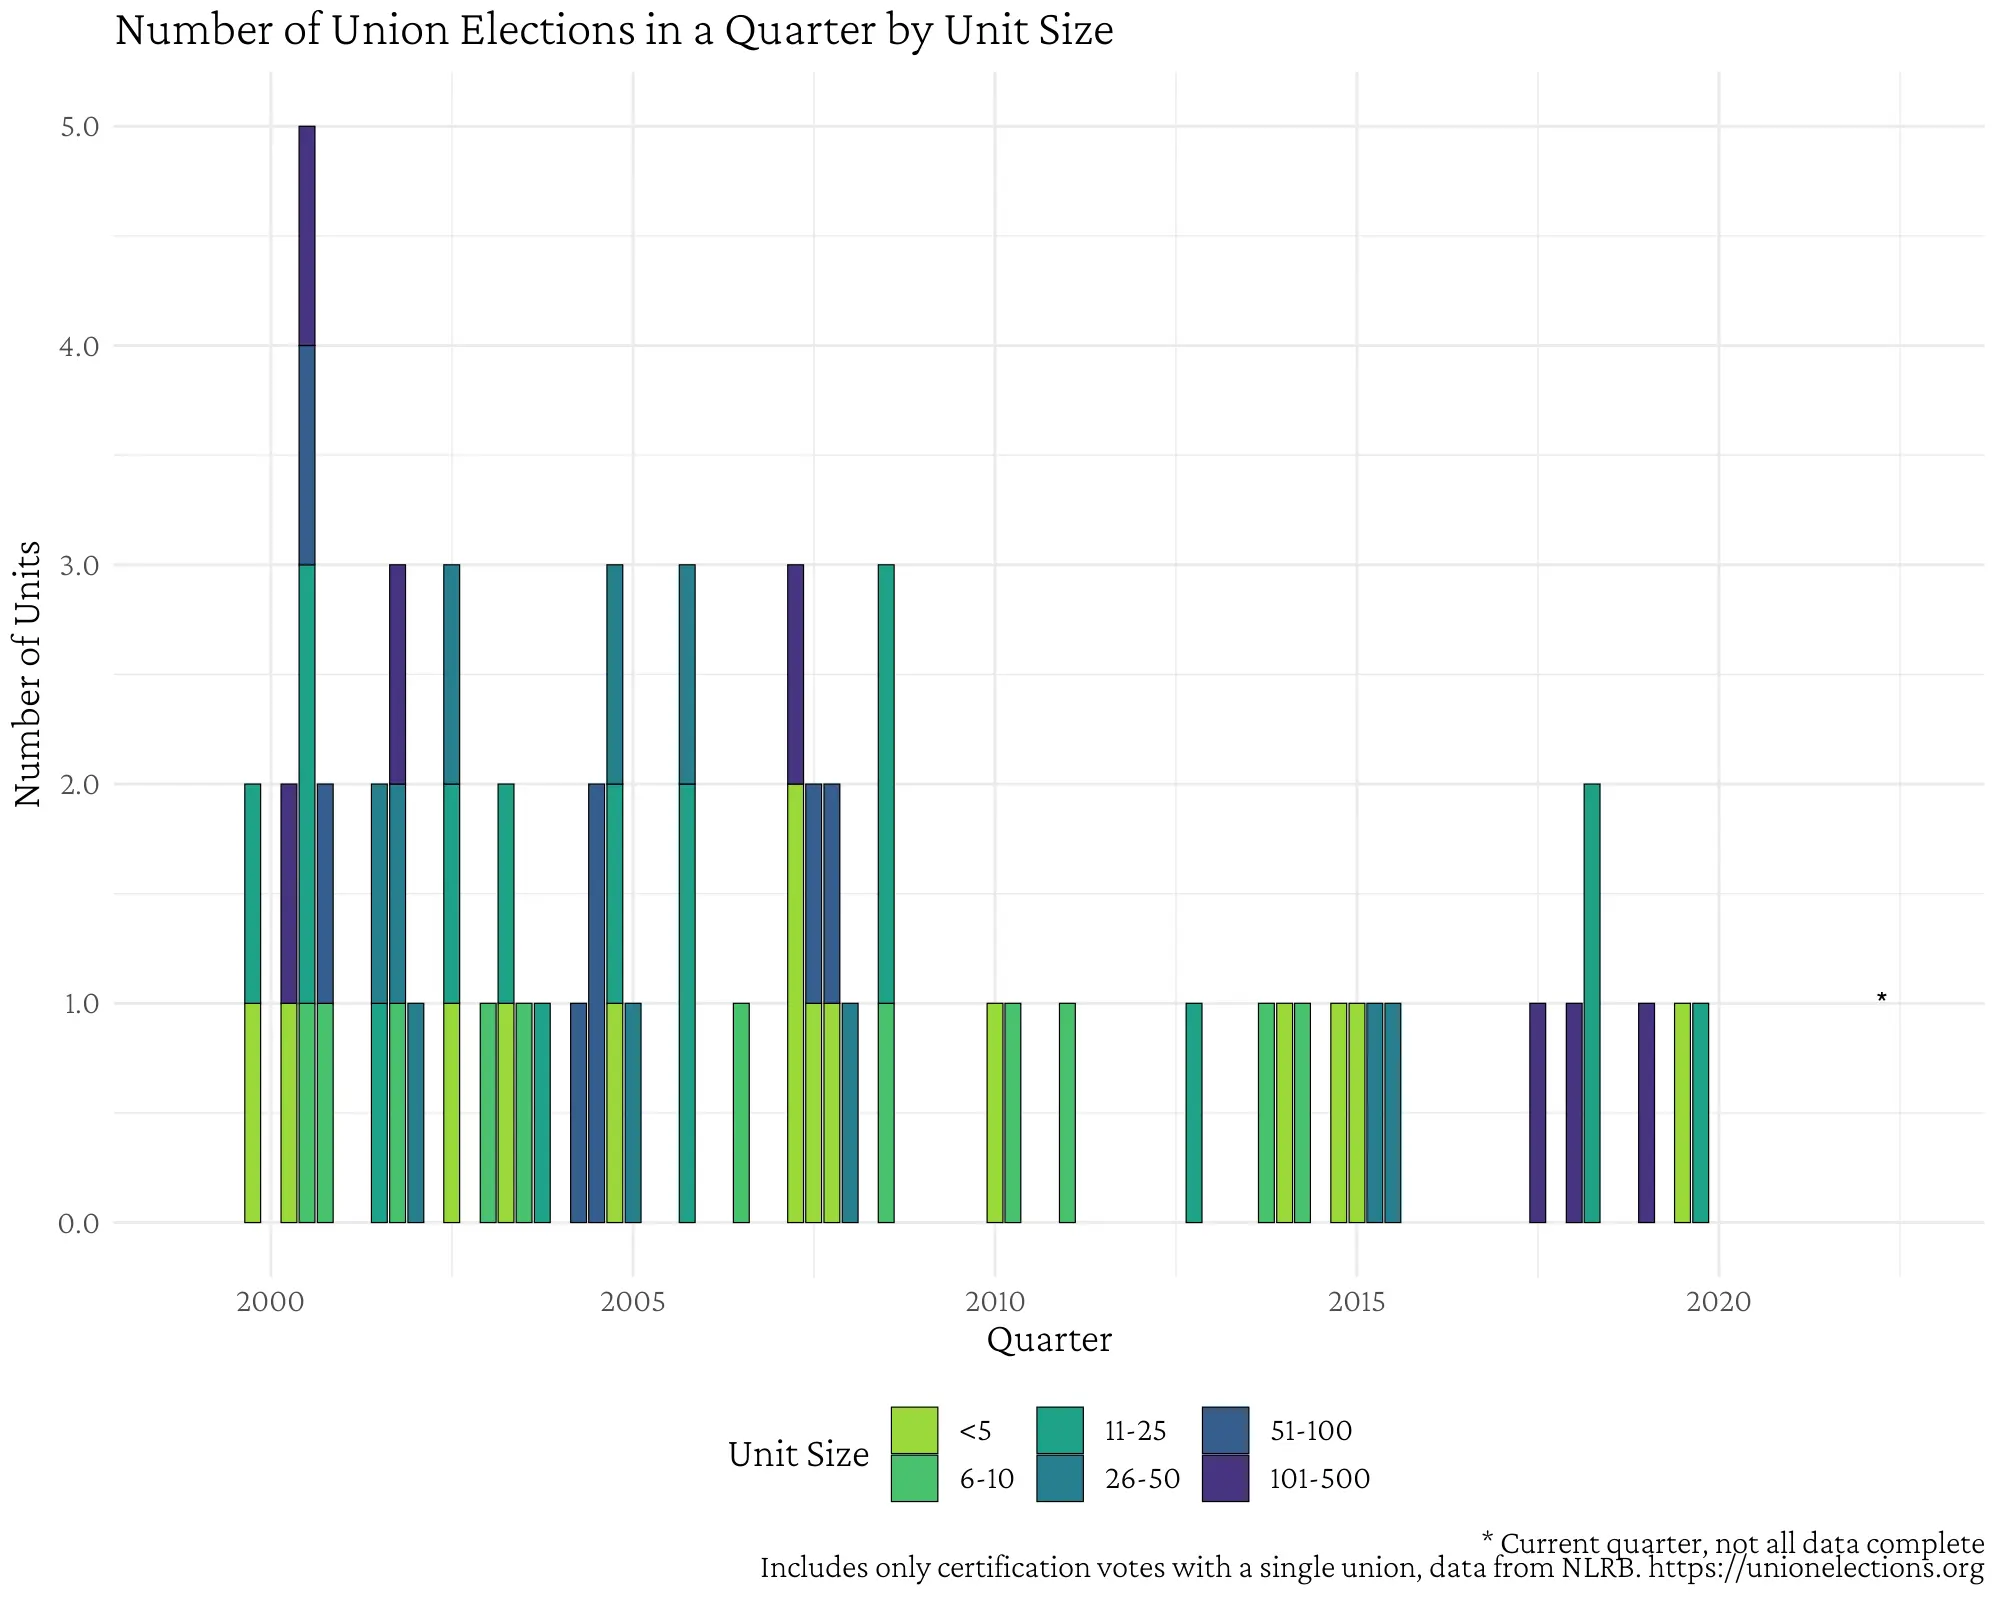 Number of Union Elections in a Quarter by Unit Size
Number of Units
5.0
4.0
3.0
2.0
1.0
0.0
*
2000 2005 2010 2015 2020
Quarter
Unit Size
<5 11-25 51-100
6-10 26-50 101-500
* Current quarter, not all data complete
Includes only certification votes with a single union, data from NLRB. https://unionelections.org